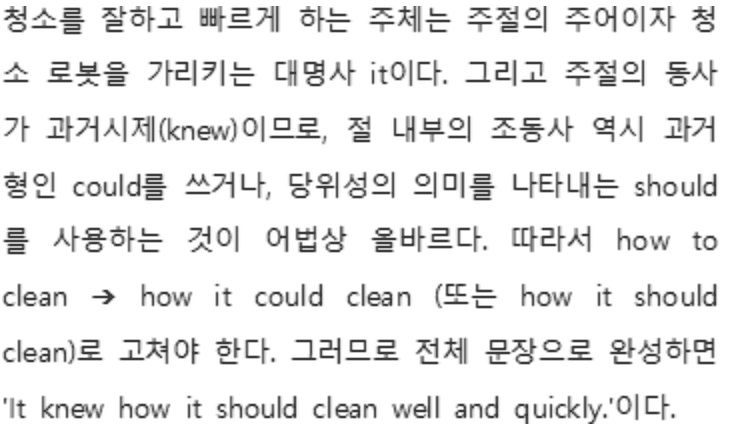 청소를 잘하고 빠르게 하는 주체는 주절의 주어이자 청
소 로봇을 가리키는 대명사 it이다. 그리고 주절의 동사
가 과거시제(knew)이므로, 절 내부의 조동사 역시 과거
형인 could를 쓰거나, 당위성의 의미를 나타내는 should
를 사용하는 것이 어법상 올바르다. 따라서 how to
clean ➔ how it could clean (또는 how it should
clean)로 고쳐야 한다. 그러므로 전체 문장으로 완성하면
'It knew how it should clean well and quickly.'이다.